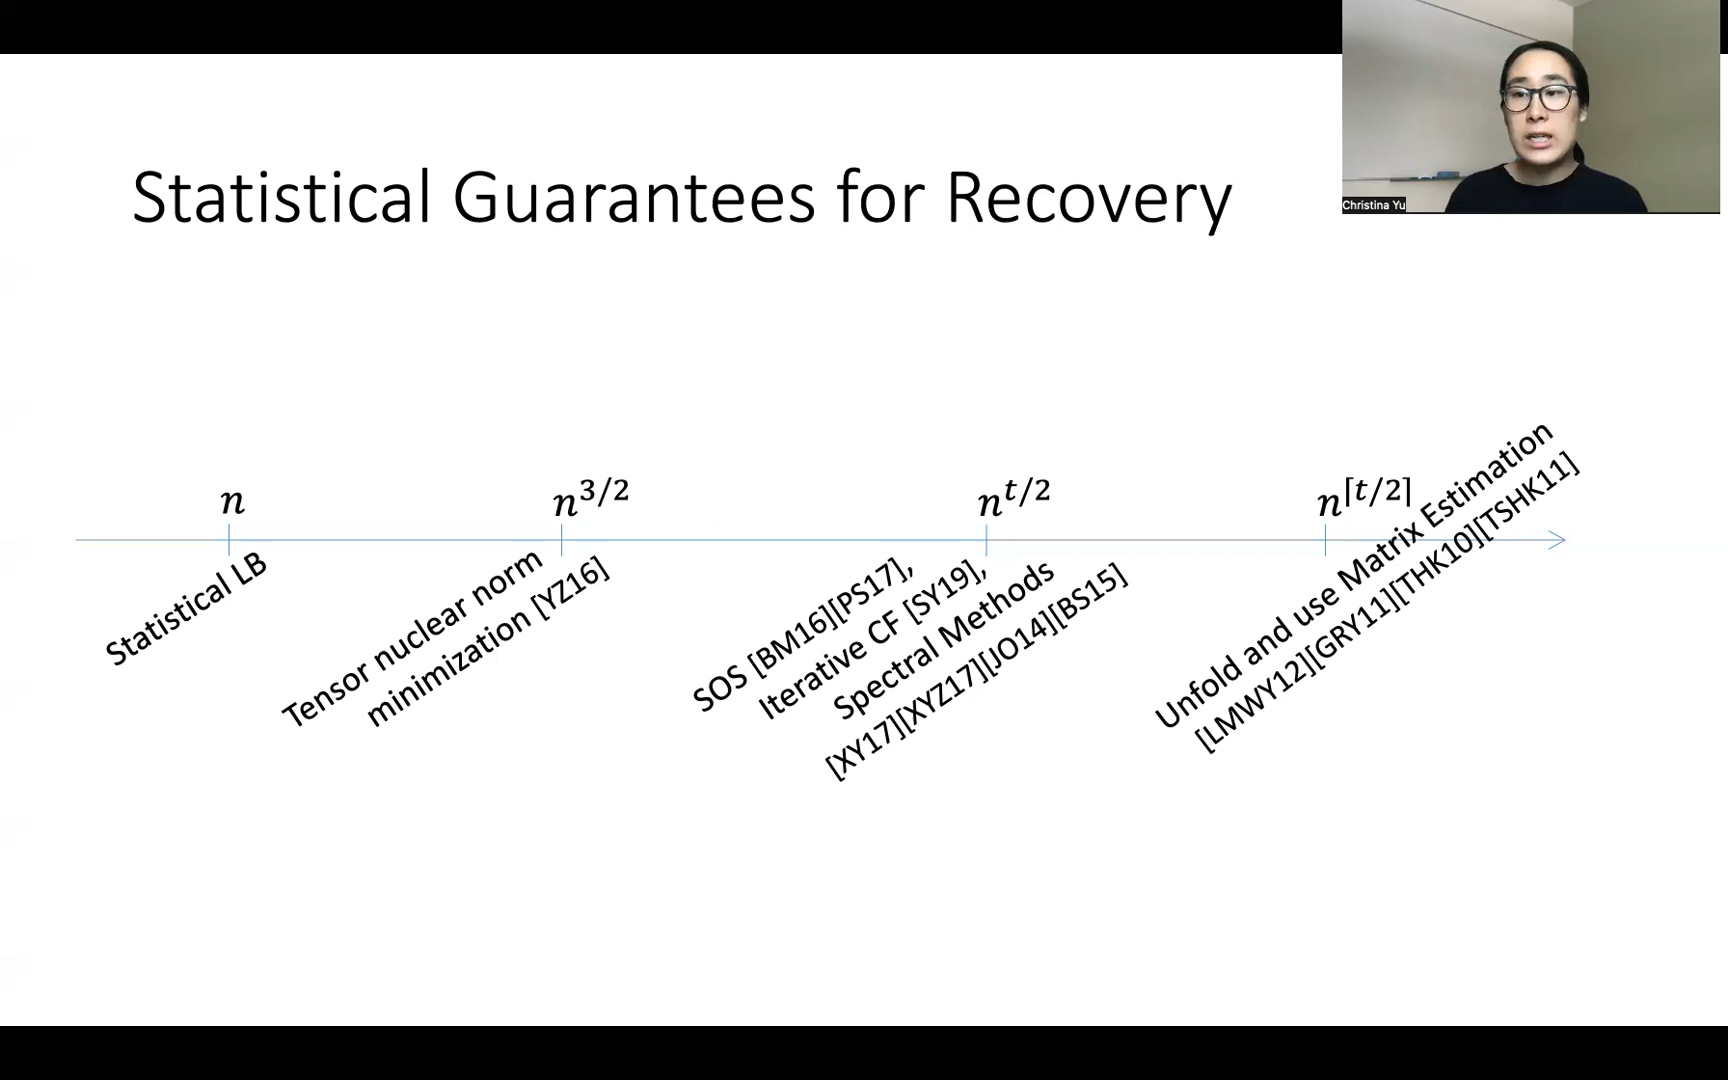 Christina Yu
Statistical Guarantees for Recovery
n
n^{3/2}
n^{t/2}
n^{⌈t/2⌉}
Statistical LB
Tensor nuclear norm
minimization [YZ16]
SOS [BM16][PS17],
Iterative CF [SY19],
Spectral Methods
[XY17][XYZ17][JO14][BS15]
Unfold and use Matrix Estimation
[LMWY12][GRY11][THK10][TSHK11]